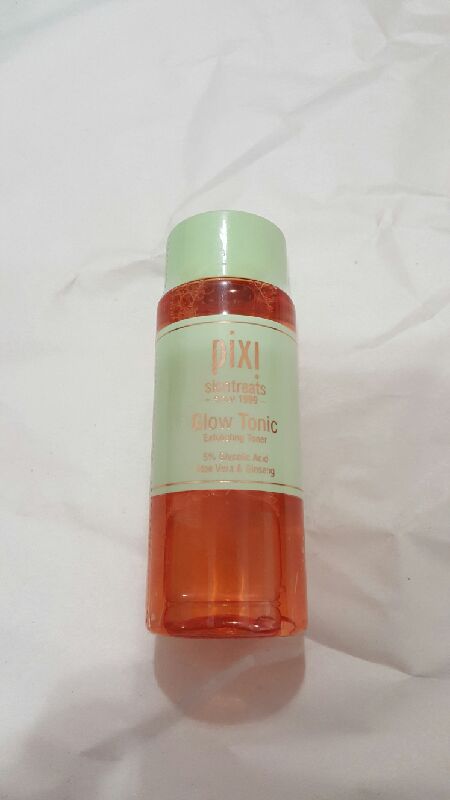 pixi
skintreats
- since 1999 -
Glow Tonic
Exfoliating Toner
5% Glycolic Acid
Aloe Vera & Ginseng